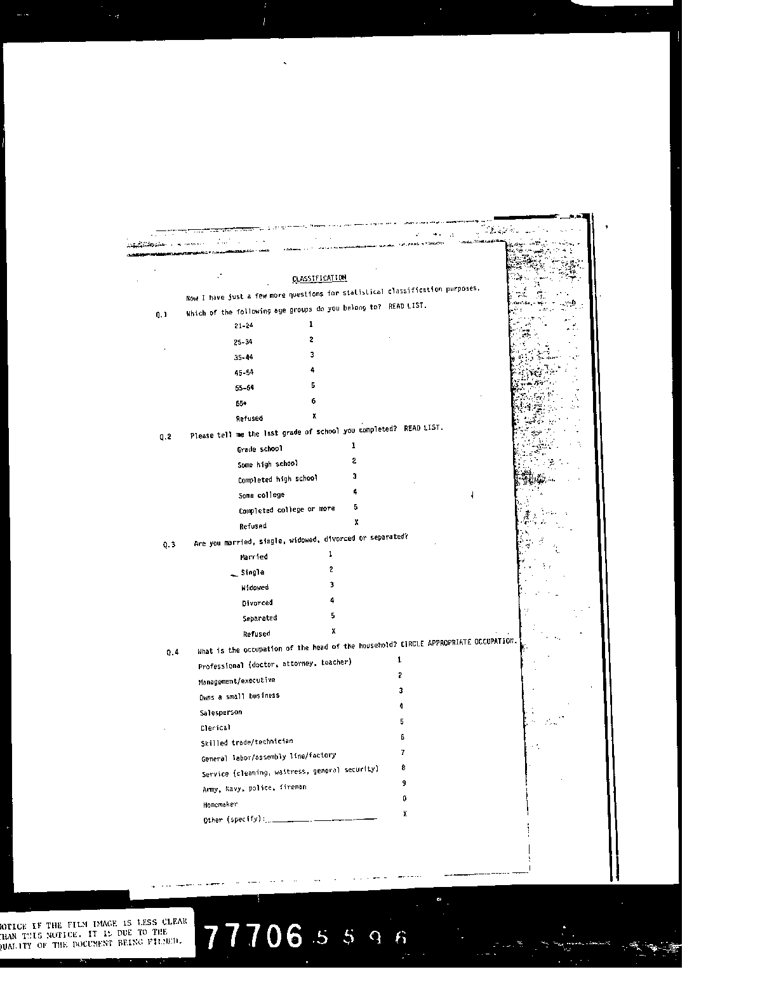 CLASSIFICATION
Now I have just a few more questions for statistical classification purposes.
Q.1 Which of the following age groups do you belong to? READ LIST.
21-24 1
25-34 2
35-44 3
45-54 4
55-64 5
65+ 6
Refused X
Q.2 Please tell me the last grade of school you completed? READ LIST.
Grade school 1
Some high school 2
Completed high school 3
Some college 4
Completed college or more 5
Refused X
Q.3 Are you married, single, widowed, divorced or separated?
Married 1
Single 2
Widowed 3
Divorced 4
Separated 5
Refused X
Q.4 What is the occupation of the head of the household? CIRCLE APPROPRIATE OCCUPATION.
Professional (doctor, attorney, teacher) 1
Management/executive 2
Owns a small business 3
Salesperson 4
Clerical 5
Skilled trade/technician 6
General labor/assembly line/factory 7
Service (cleaning, waitress, general security) 8
Army, Navy, police, fireman 9
Homemaker 0
Other (specify): X
NOTICE IF THE FILM IMAGE IS LESS CLEAR
THAN THIS NOTICE. IT IS DUE TO THE
QUALITY OF THE DOCUMENT BEING FILMED.
77706 5596